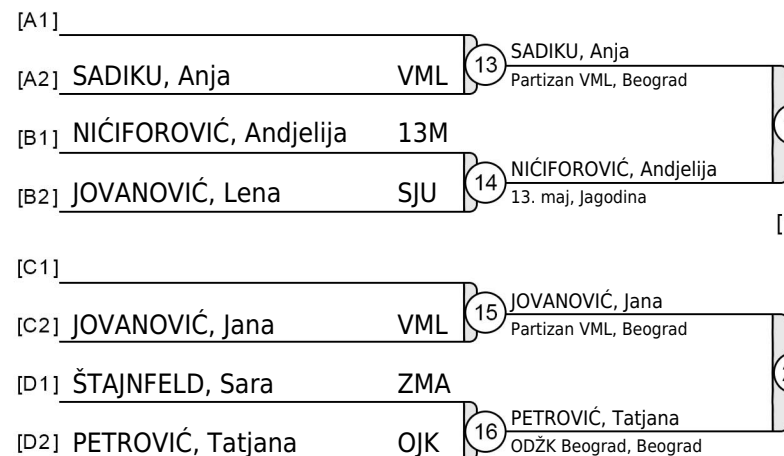 [A1]
[A2] SADIKU, Anja VML
13 SADIKU, Anja
Partizan VML, Beograd
[B1] NIĆIFOROVIĆ, Andjelija 13M
[B2] JOVANOVIĆ, Lena SJU
14 NIĆIFOROVIĆ, Andjelija
13. maj, Jagodina
[
[C1]
[C2] JOVANOVIĆ, Jana VML
15 JOVANOVIĆ, Jana
Partizan VML, Beograd
[D1] ŠTAJNFELD, Sara ZMA
[D2] PETROVIĆ, Tatjana OJK
16 PETROVIĆ, Tatjana
ODŽK Beograd, Beograd